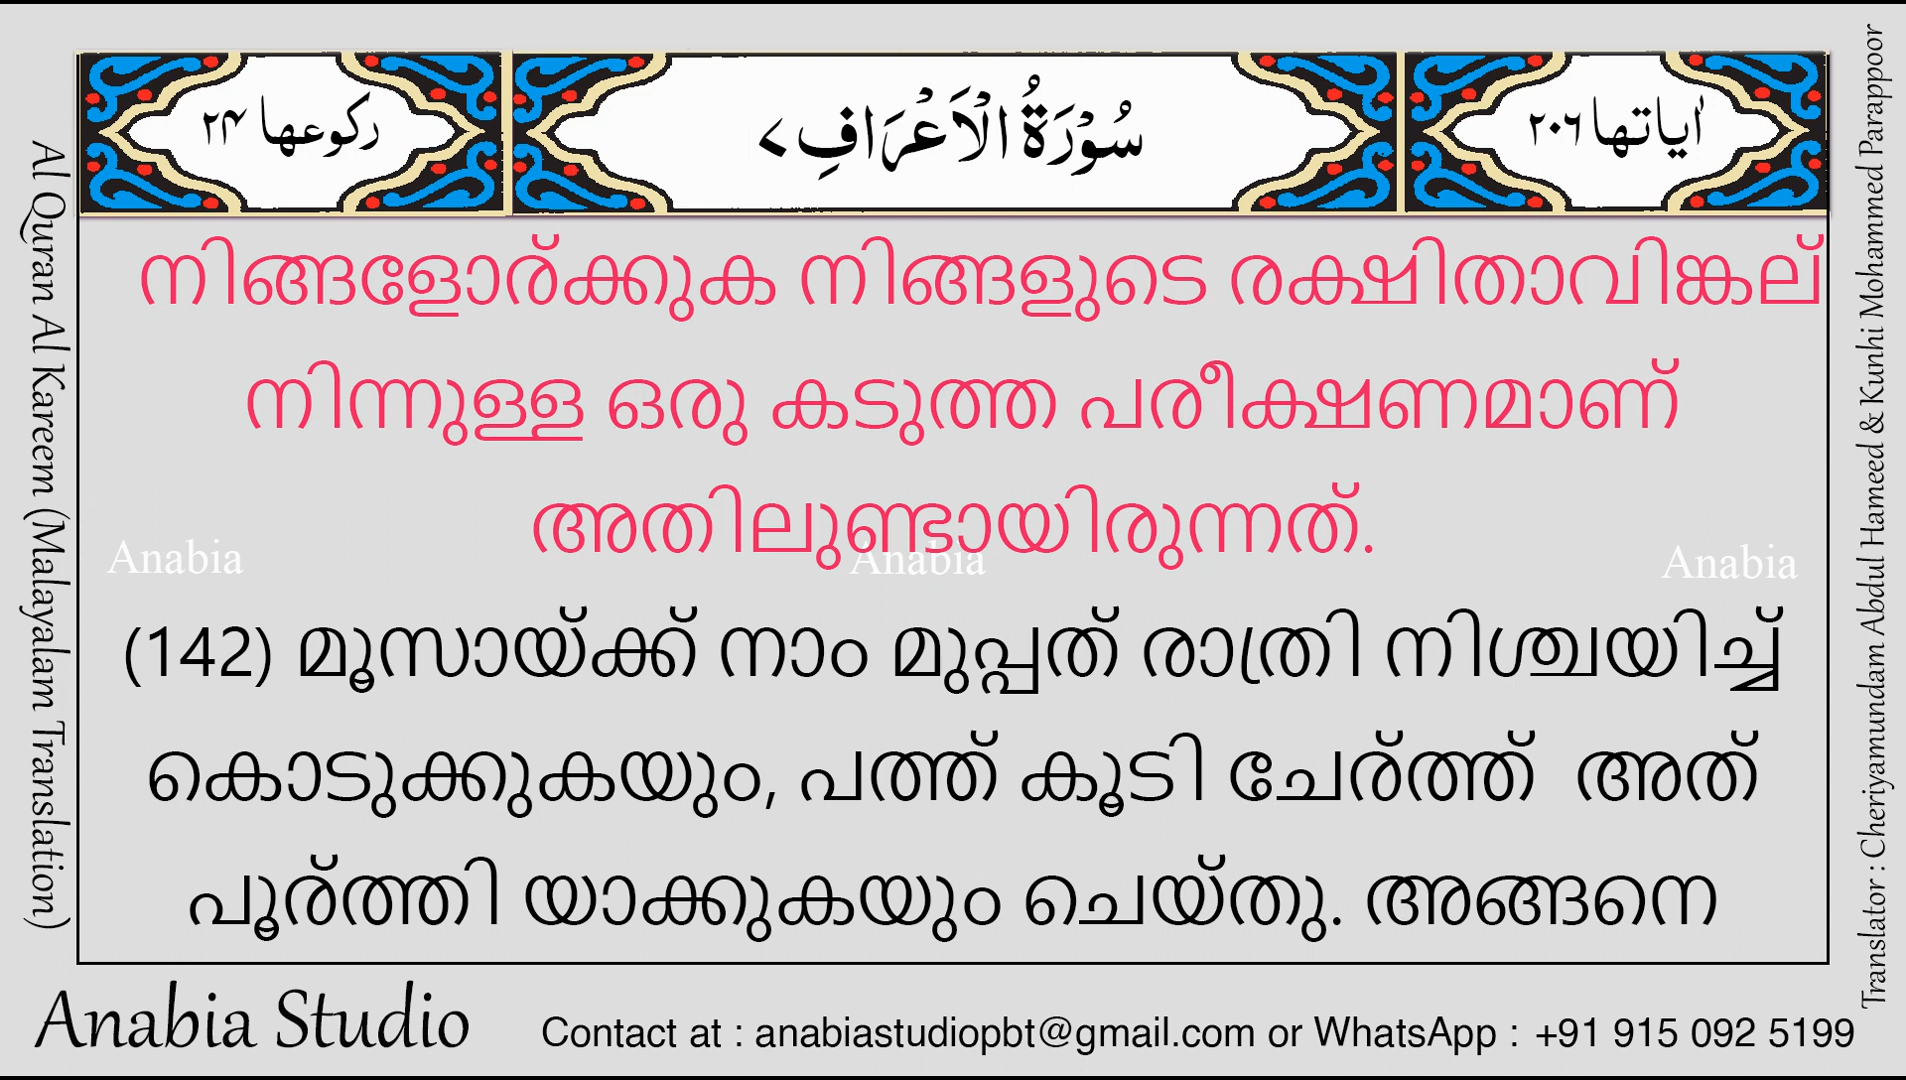 اٰیاتها ٢٠٦
سُوْرَةُ الْاَعْرَافِ ٧
ركوعها ٢٤
നിങ്ങളോര്ക്കുക നിങ്ങളുടെ രക്ഷിതാവിങ്കല്
നിന്നുള്ള ഒരു കടുത്ത പരീക്ഷണമാണ്
അതിലുണ്ടായിരുന്നത്.
Anabia Anabia Anabia
(142) മൂസായ്ക്ക് നാം മുപ്പത് രാത്രി നിശ്ചയിച്ച്
കൊടുക്കുകയും, പത്ത് കൂടി ചേര്ത്ത് അത്
പൂര്ത്തി യാക്കുകയും ചെയ്തു. അങ്ങനെ
Al Quran Al Kareem (Malayalam Translation)
Translator : Cheriyamundam Abdul Hameed & Kunhi Mohammed Parappoor
Anabia Studio
Contact at : anabiastudiopbt@gmail.com or WhatsApp : +91 915 092 5199